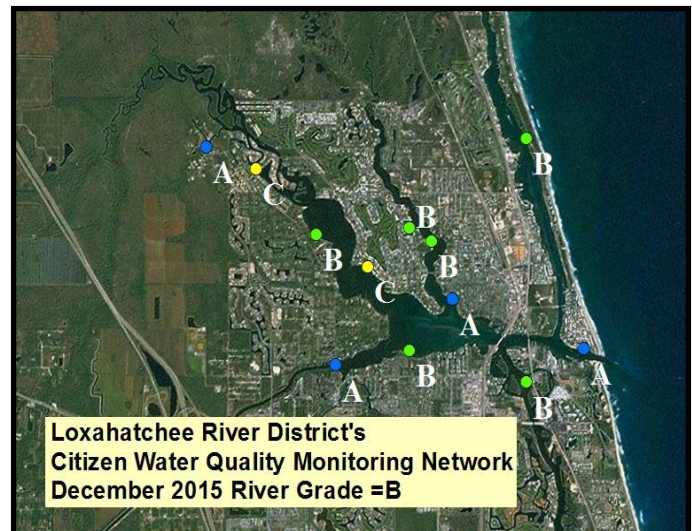 B
A
C
B
B
B
C
A
A
B
A
B
Loxahatchee River District's
Citizen Water Quality Monitoring Network
December 2015 River Grade =B